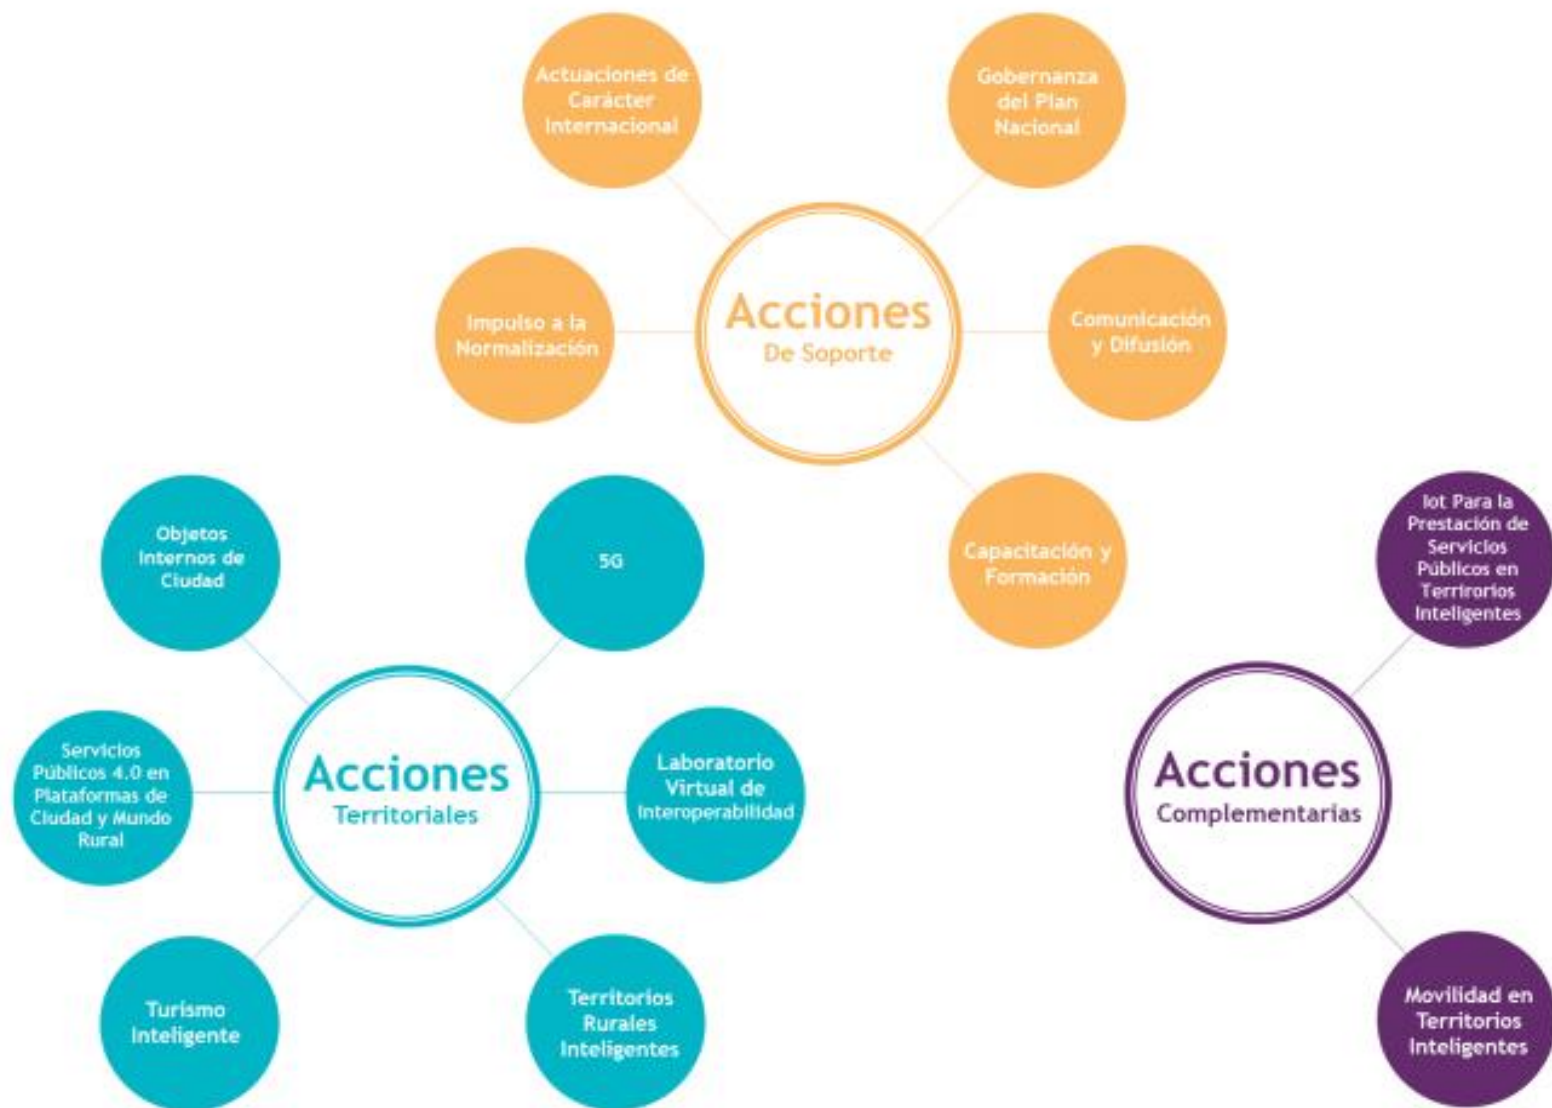 Actuaciones de
Carácter
Internacional
Gobernanza
del Plan
Nacional
Impulso a la
Normalización
Acciones
De Soporte
Comunicación
y Difusión
Capacitación y
Formación
Objetos
Internos de
Ciudad
5G
Servicios
Públicos 4.0 en
Plataformas de
Ciudad y Mundo
Rural
Acciones
Territoriales
Laboratorio
Virtual de
Interoperabilidad
Turismo
Inteligente
Territorios
Rurales
Inteligentes
Iot Para la
Prestación de
Servicios
Públicos en
Terrirorios
Inteligentes
Acciones
Complementarías
Movilidad en
Territorios
Inteligentes